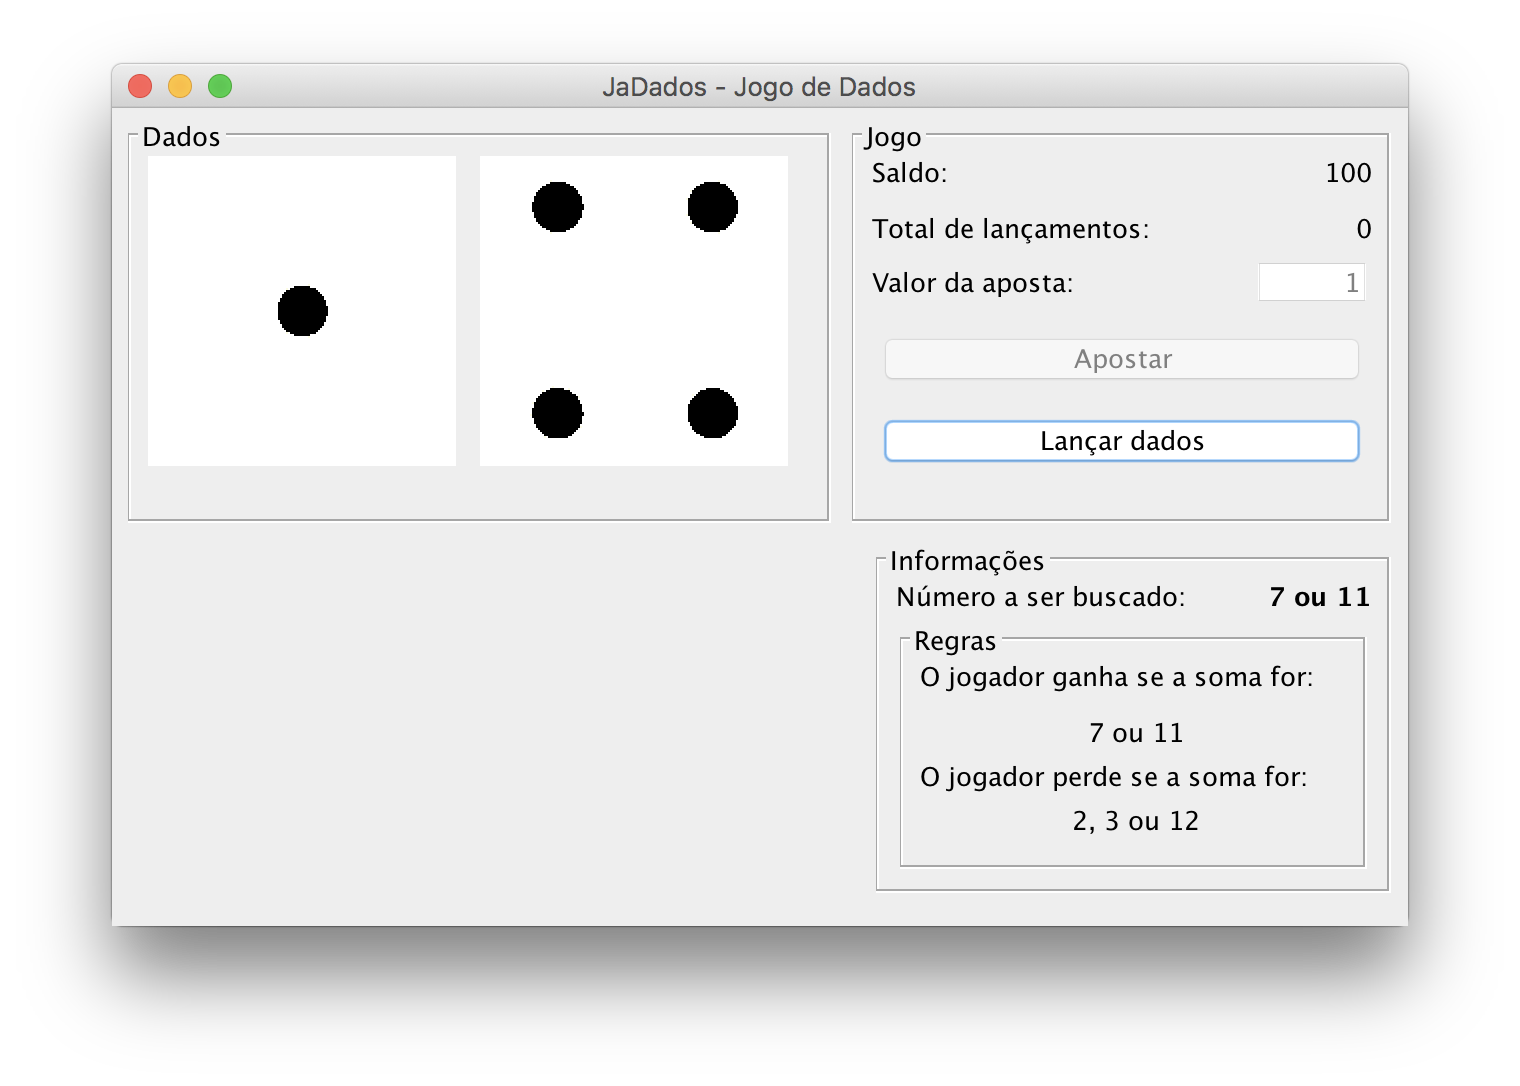 JaDados - Jogo de Dados
Dados
Jogo
Saldo: 100
Total de lançamentos: 0
Valor da aposta: 1
Apostar
Lançar dados
Informações
Número a ser buscado: 7 ou 11
Regras
O jogador ganha se a soma for:
7 ou 11
O jogador perde se a soma for:
2, 3 ou 12